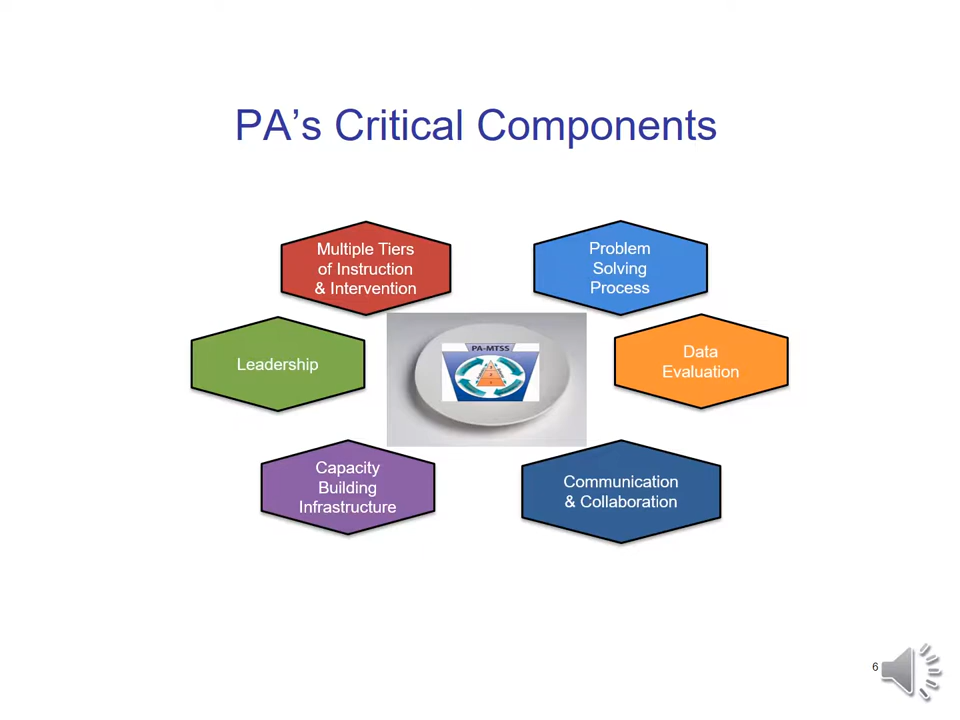 PA's Critical Components
Multiple Tiers
of Instruction
& Intervention
Problem
Solving
Process
Leadership
PA-MTSS
Data
Evaluation
Capacity
Building
Infrastructure
Communication
& Collaboration
6